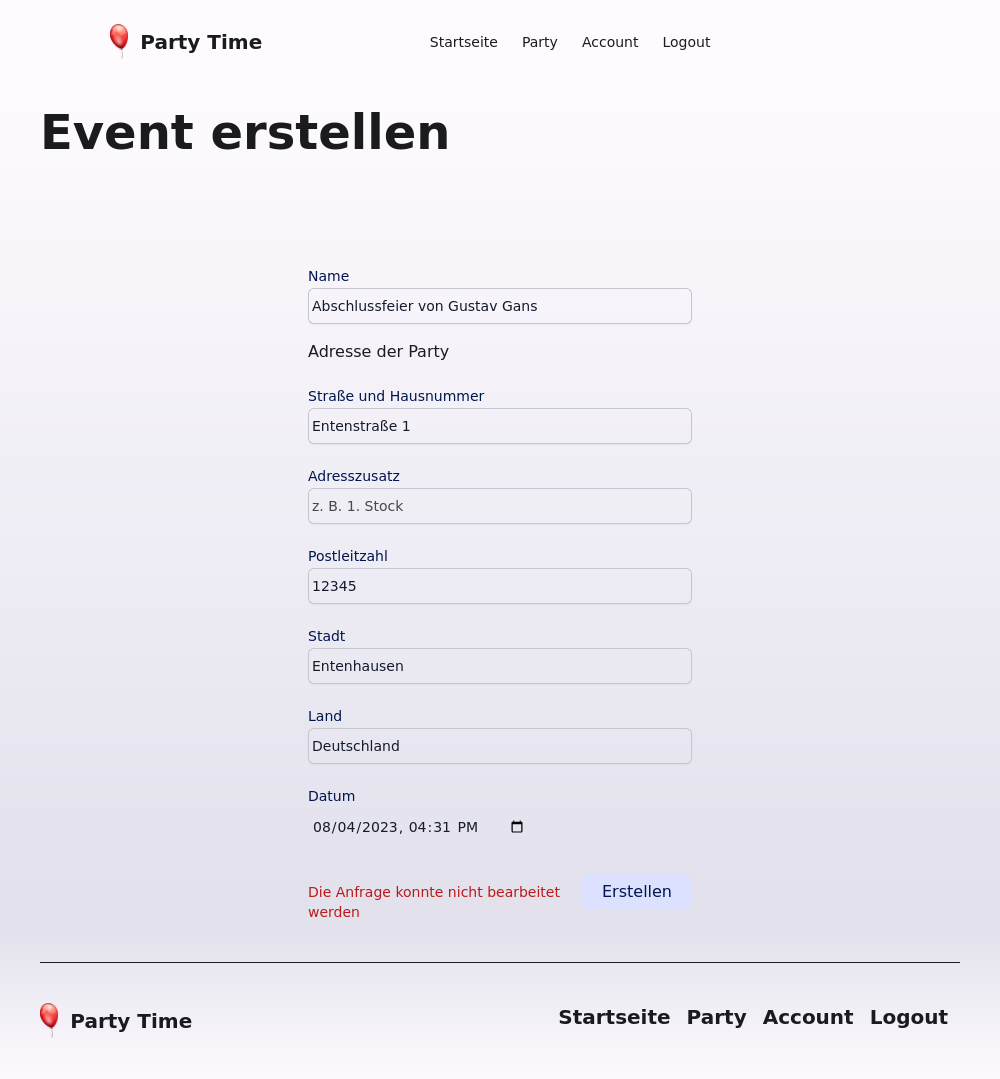 Party Time
Startseite Party Account Logout
Event erstellen
Name
Abschlussfeier von Gustav Gans
Adresse der Party
Straße und Hausnummer
Entenstraße 1
Adresszusatz
z. B. 1. Stock
Postleitzahl
12345
Stadt
Entenhausen
Land
Deutschland
Datum
08/04/2023, 04:31 PM
Die Anfrage konnte nicht bearbeitet
werden
Erstellen
Party Time
Startseite Party Account Logout